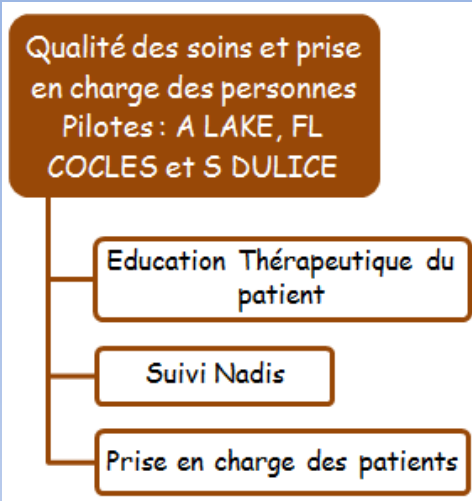 Qualité des soins et prise
en charge des personnes
Pilotes : A LAKE, FL
COCLES et S DULICE
Education Thérapeutique du
patient
Suivi Nadis
Prise en charge des patients